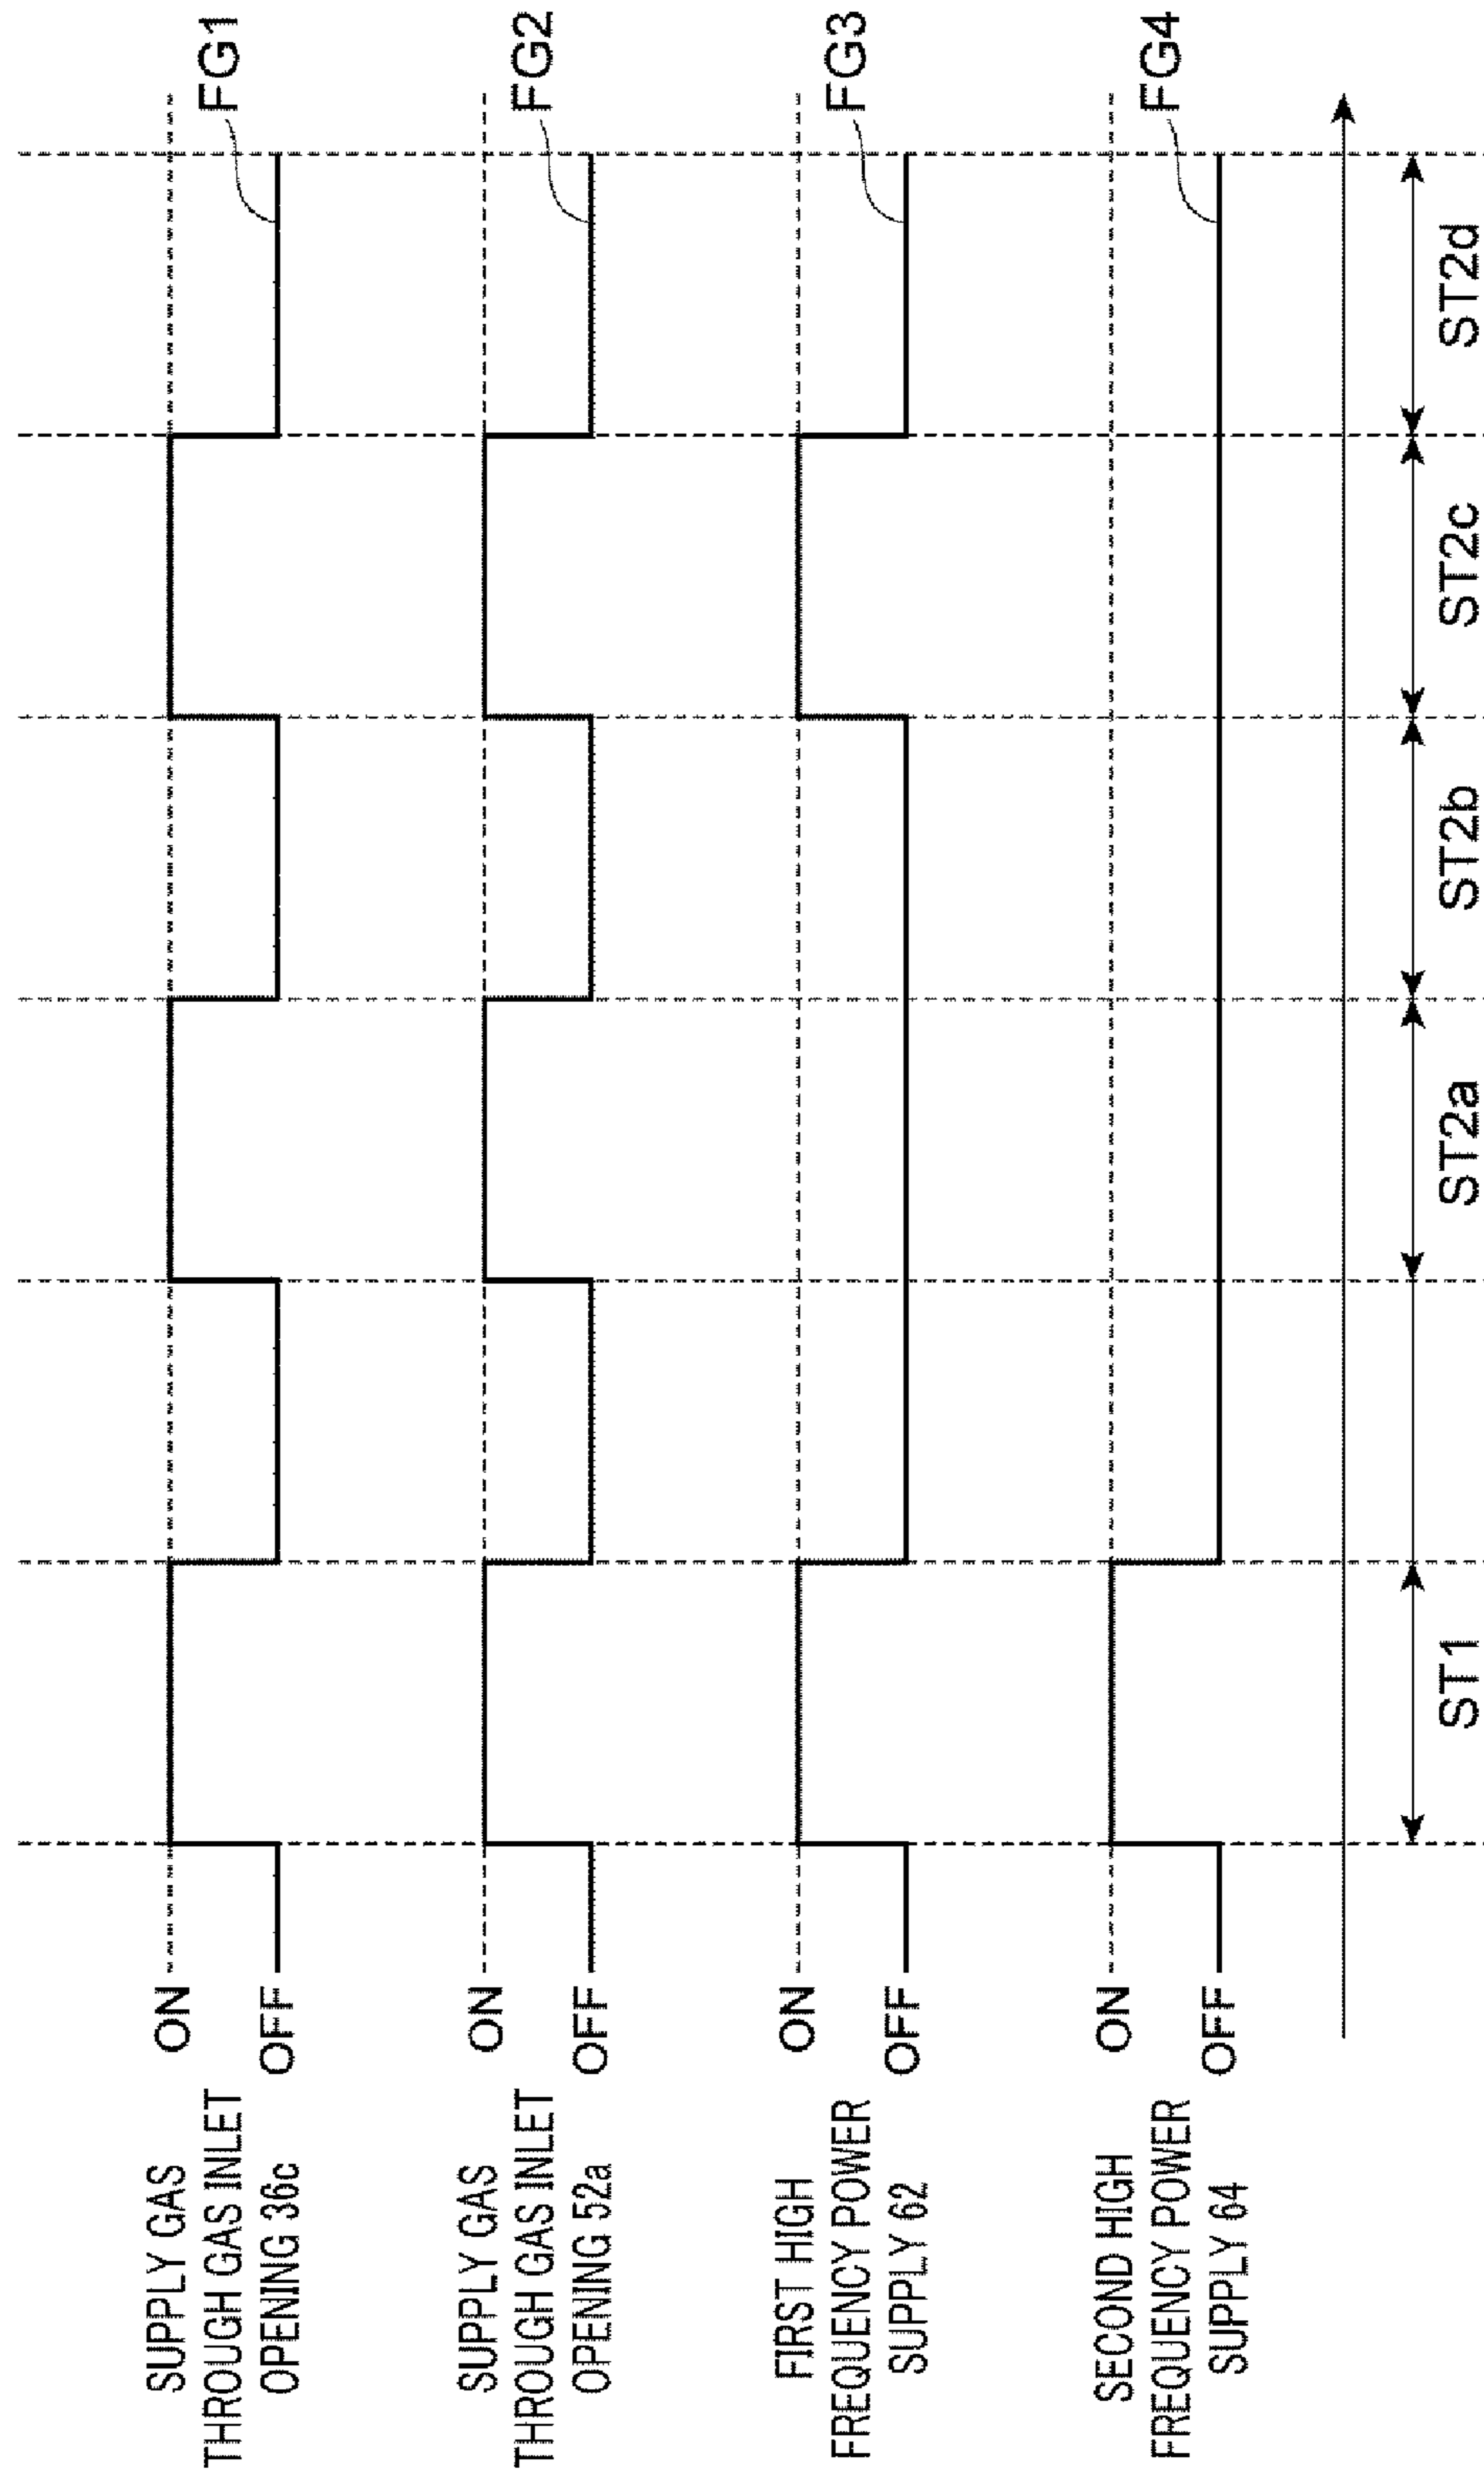 SUPPLY GAS
THROUGH GAS INLET
OPENING 36c
ON
OFF
FG1
SUPPLY GAS
THROUGH GAS INLET
OPENING 52a
ON
OFF
FG2
FIRST HIGH
FREQUENCY POWER
SUPPLY 62
ON
OFF
FG3
SECOND HIGH
FREQUENCY POWER
SUPPLY 64
ON
OFF
FG4
ST1
ST2a
ST2b
ST2c
ST2d